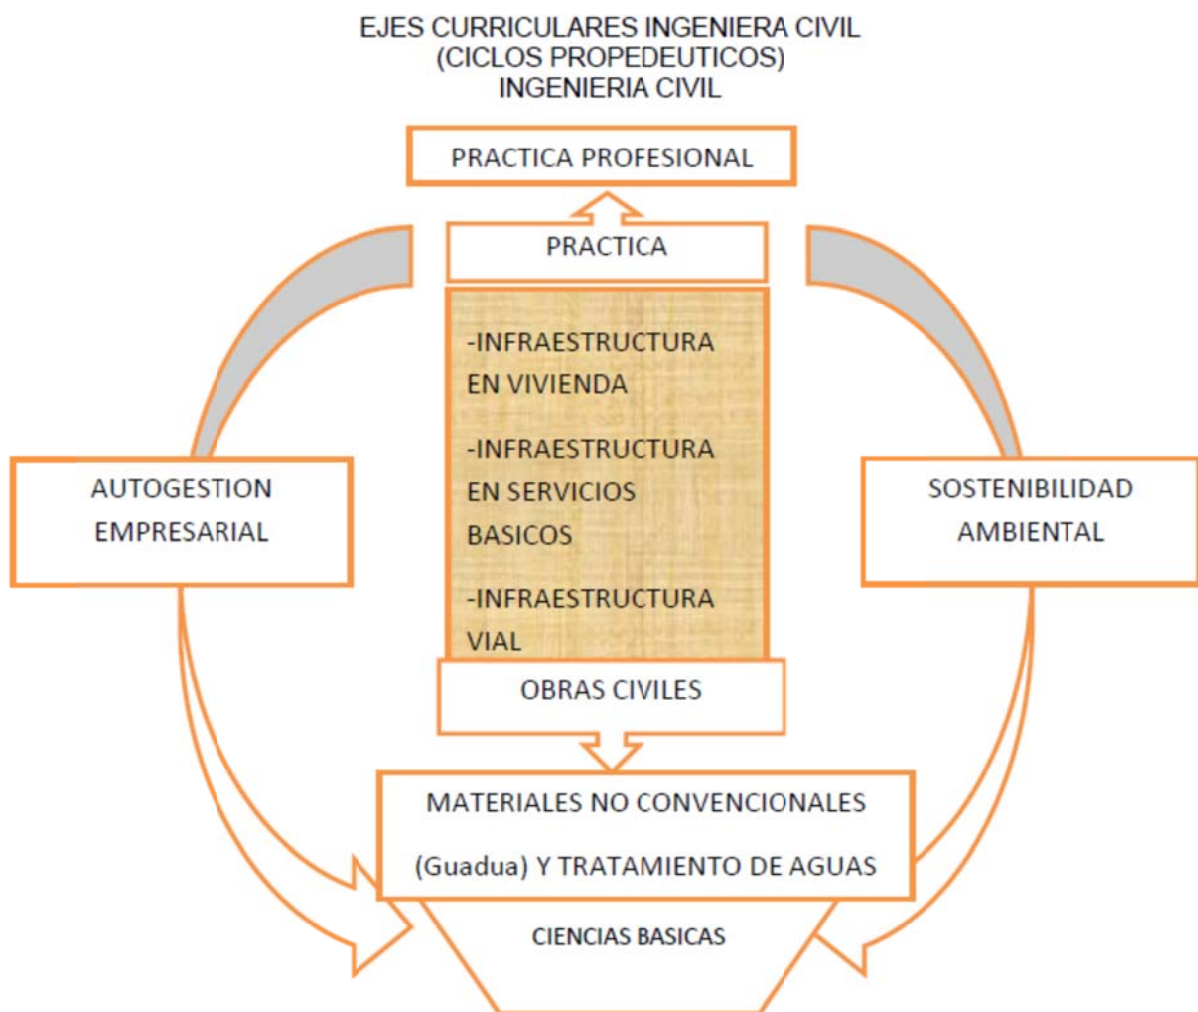 EJES CURRICULARES INGENIERA CIVIL
(CICLOS PROPEDEUTICOS)
INGENIERIA CIVIL
PRACTICA PROFESIONAL
PRACTICA
-INFRAESTRUCTURA
EN VIVIENDA
-INFRAESTRUCTURA
EN SERVICIOS
BASICOS
-INFRAESTRUCTURA
VIAL
AUTOGESTION
EMPRESARIAL
SOSTENIBILIDAD
AMBIENTAL
OBRAS CIVILES
MATERIALES NO CONVENCIONALES
(Guadua) Y TRATAMIENTO DE AGUAS
CIENCIAS BASICAS